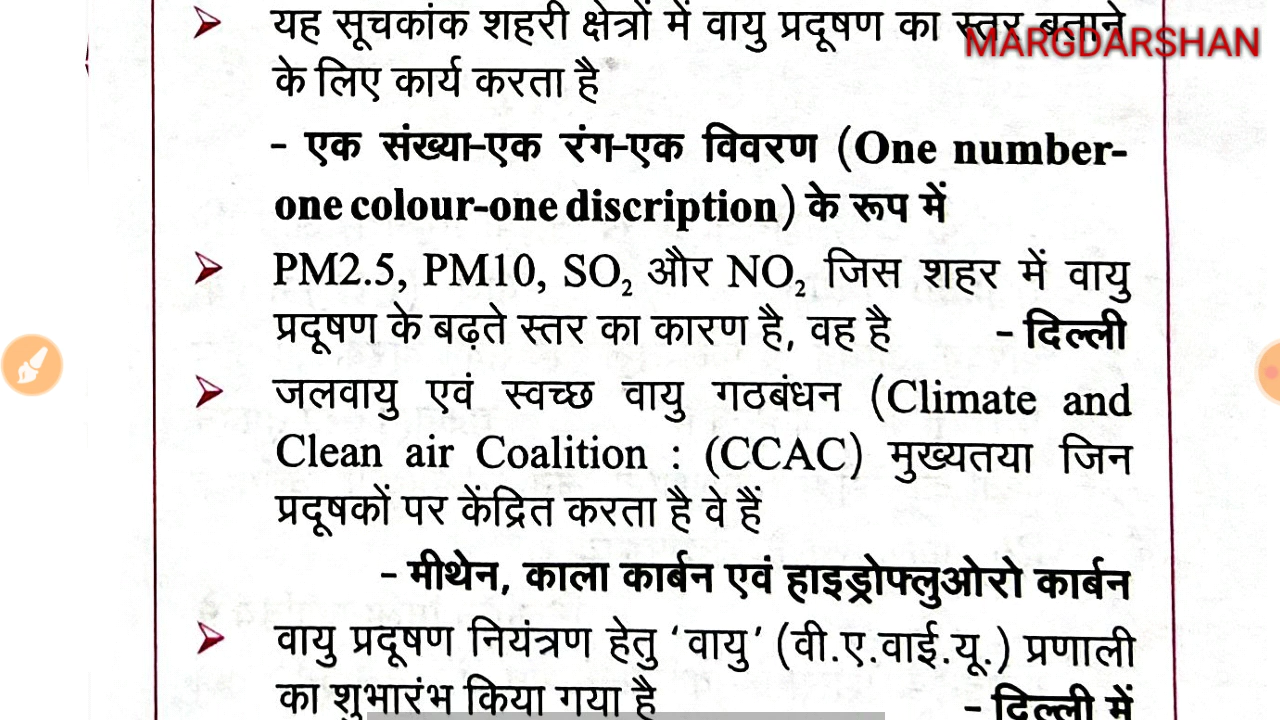 यह सूचकांक शहरी क्षेत्रों में वायु प्रदूषण का स्तर बताने
MARGDARSHAN
के लिए कार्य करता है
- एक संख्या-एक रंग-एक विवरण (One number-
one colour-one discription) के रूप में
PM2.5, PM10, SO₂ और NO₂ जिस शहर में वायु
प्रदूषण के बढ़ते स्तर का कारण है, वह है - दिल्ली
जलवायु एवं स्वच्छ वायु गठबंधन (Climate and
Clean air Coalition : (CCAC) मुख्यतया जिन
प्रदूषकों पर केंद्रित करता है वे हैं
- मीथेन, काला कार्बन एवं हाइड्रोफ्लुओरो कार्बन
वायु प्रदूषण नियंत्रण हेतु ‘वायु’ (वी.ए.वाई.यू.) प्रणाली
का शुभारंभ किया गया है - दिल्ली में